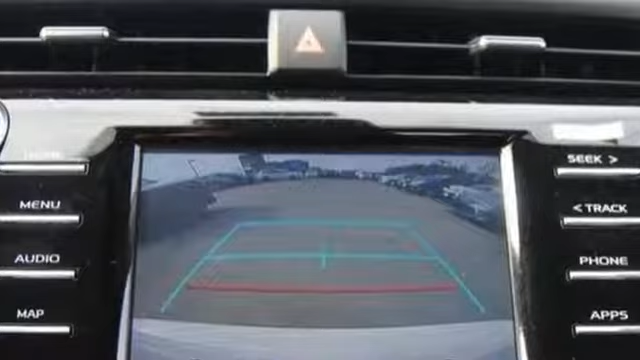 SEEK >
MENU
< TRACK
AUDIO
PHONE
MAP
APPS